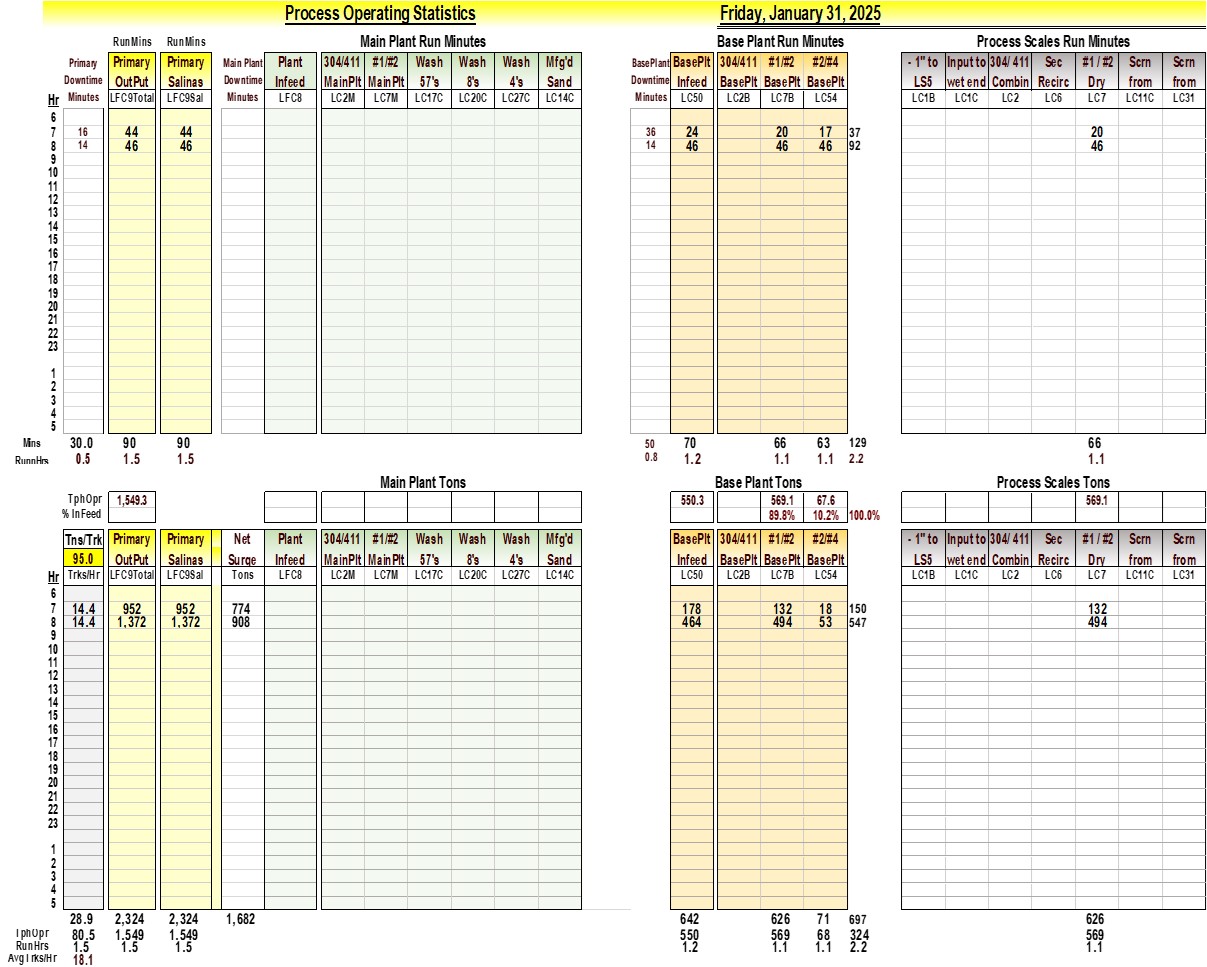 Process Operating Statistics Friday, January 31, 2025
RunMins RunMins Main Plant Run Minutes Base Plant Run Minutes Process Scales Run Minutes
Primary Primary Primary Main Plant Plant 304/411 #1/#2 Wash Wash Wash Mfg'd BasePlant BasePlt 304/411 #1/#2 #2/#4 - 1" to Input to 304/ 411 Sec #1 / #2 Scrn Scrn
Downtime OutPut Salinas Downtime Infeed MainPlt MainPlt 57's 8's 4's Sand Downtime Infeed BasePlt BasePlt BasePlt LS5 wet end Combin Recirc Dry from from
Hr Minutes LFC9Total LFC9Sal Minutes LFC8 LC2M LC7M LC17C LC20C LC27C LC14C Minutes LC50 LC2B LC7B LC54 LC1B LC1C LC2 LC6 LC7 LC11C LC31
6
7 16 44 44 36 24 20 17 37 20
8 14 46 46 14 46 46 46 92 46
9
10
11
12
13
14
15
16
17
18
19
20
21
22
23
1
2
3
4
5
Mins 30.0 90 90 50 70 66 63 129 66
RunnHrs 0.5 1.5 1.5 0.8 1.2 1.1 1.1 2.2 1.1
Main Plant Tons Base Plant Tons Process Scales Tons
TphOpr 1,549.3 550.3 569.1 67.6 569.1
% InFeed 89.8% 10.2% 100.0%
Tns/Trk Primary Primary Net Plant 304/411 #1/#2 Wash Wash Wash Mfg'd BasePlt 304/411 #1/#2 #2/#4 - 1" to Input to 304/ 411 Sec #1 / #2 Scrn Scrn
95.0 OutPut Salinas Surge Infeed MainPlt MainPlt 57's 8's 4's Sand Infeed BasePlt BasePlt BasePlt LS5 wet end Combin Recirc Dry from from
Hr Trks/Hr LFC9Total LFC9Sal Tons LFC8 LC2M LC7M LC17C LC20C LC27C LC14C LC50 LC2B LC7B LC54 LC1B LC1C LC2 LC6 LC7 LC11C LC31
6
7 14.4 952 952 774 178 132 18 150 132
8 14.4 1,372 1,372 908 464 494 53 547 494
9
10
11
12
13
14
15
16
17
18
19
20
21
22
23
1
2
3
4
5
28.9 2,324 2,324 1,682 642 626 71 697 626
TphOpr 80.5 1,549 1,549 550 569 68 324 569
RunHrs 1.5 1.5 1.5 1.2 1.1 1.1 2.2 1.1
AvgTrks/Hr 18.1